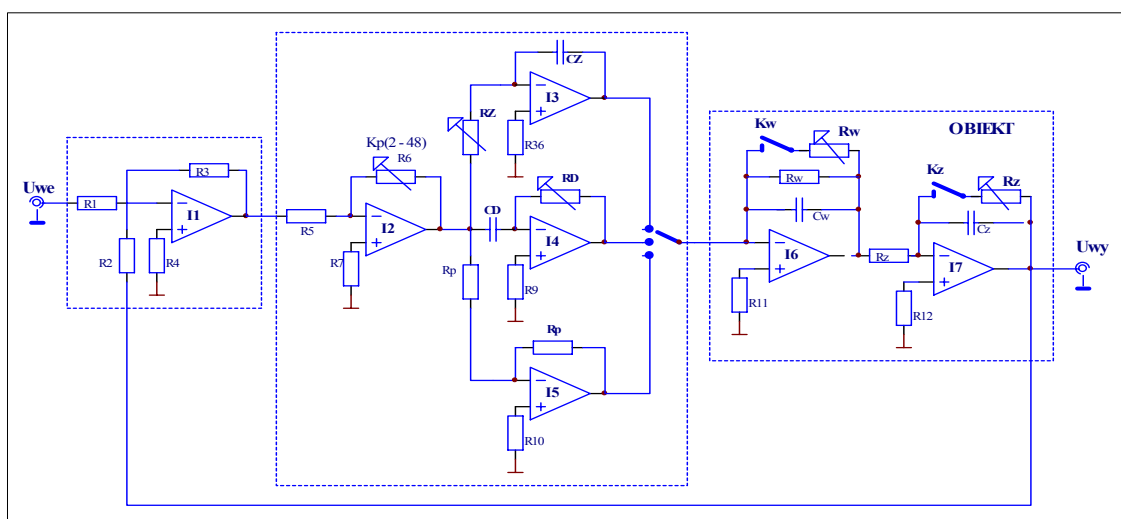 CZ
I3
RZ
R36
OBIEKT
Kw
Rw
Kp(2 - 48)
R6
R3
Uwe
R1
I1
R5
I2
RD
CD
I4
Rw
Kz
Rz
Cw
Cz
Uwy
R2
R4
R7
Rp
R9
I6
Rz
I7
R11
R12
Rp
I5
R10